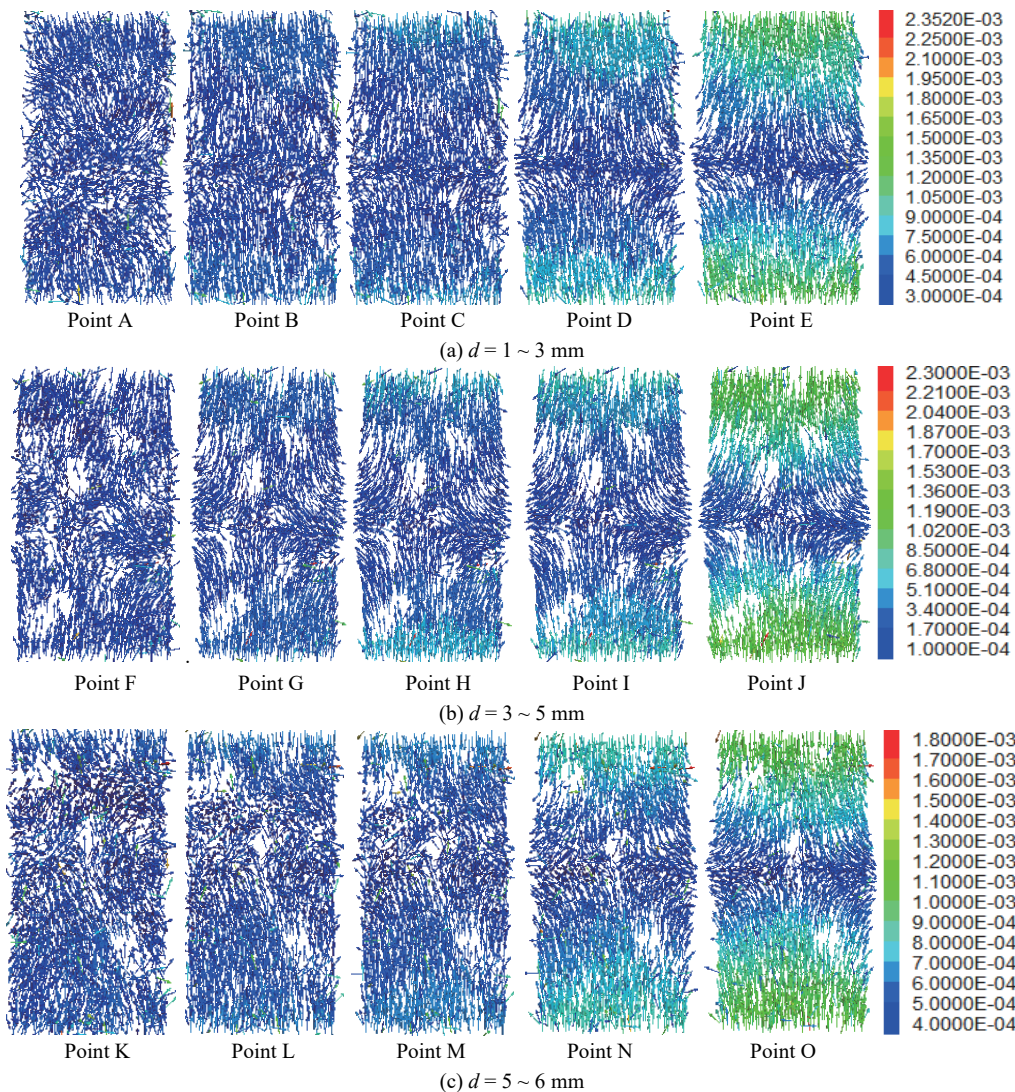 2.3520E-03
2.2500E-03
2.1000E-03
1.9500E-03
1.8000E-03
1.6500E-03
1.5000E-03
1.3500E-03
1.2000E-03
1.0500E-03
9.0000E-04
7.5000E-04
6.0000E-04
4.5000E-04
3.0000E-04
Point A Point B Point C Point D Point E
(a) d = 1 ~ 3 mm
2.3000E-03
2.2100E-03
2.0400E-03
1.8700E-03
1.7000E-03
1.5300E-03
1.3600E-03
1.1900E-03
1.0200E-03
8.5000E-04
6.8000E-04
5.1000E-04
3.4000E-04
1.7000E-04
1.0000E-04
Point F Point G Point H Point I Point J
(b) d = 3 ~ 5 mm
1.8000E-03
1.7000E-03
1.6000E-03
1.5000E-03
1.4000E-03
1.3000E-03
1.2000E-03
1.1000E-03
1.0000E-03
9.0000E-04
8.0000E-04
7.0000E-04
6.0000E-04
5.0000E-04
4.0000E-04
Point K Point L Point M Point N Point O
(c) d = 5 ~ 6 mm